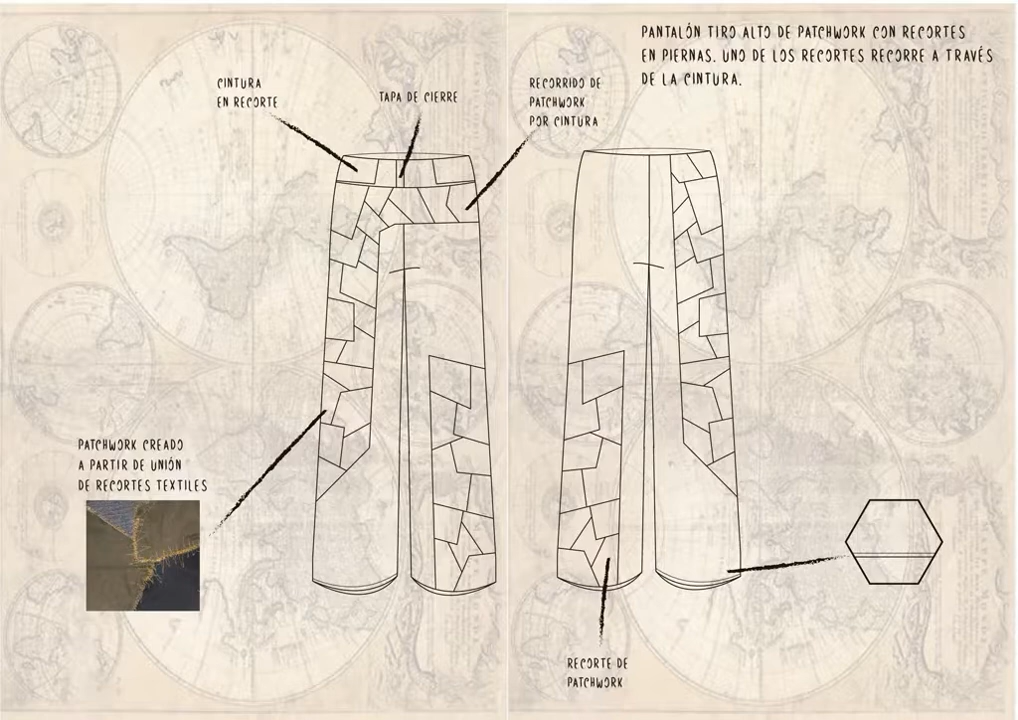 PANTALÓN TIRO ALTO DE PATCHWORK CON RECORTES
EN PIERNAS. UNO DE LOS RECORTES RECORRE A TRAVÉS
DE LA CINTURA.
CINTURA
EN RECORTE
TAPA DE CIERRE
RECORRIDO DE
PATCHWORK
POR CINTURA
PATCHWORK CREADO
A PARTIR DE UNIÓN
DE RECORTES TEXTILES
RECORTE DE
PATCHWORK